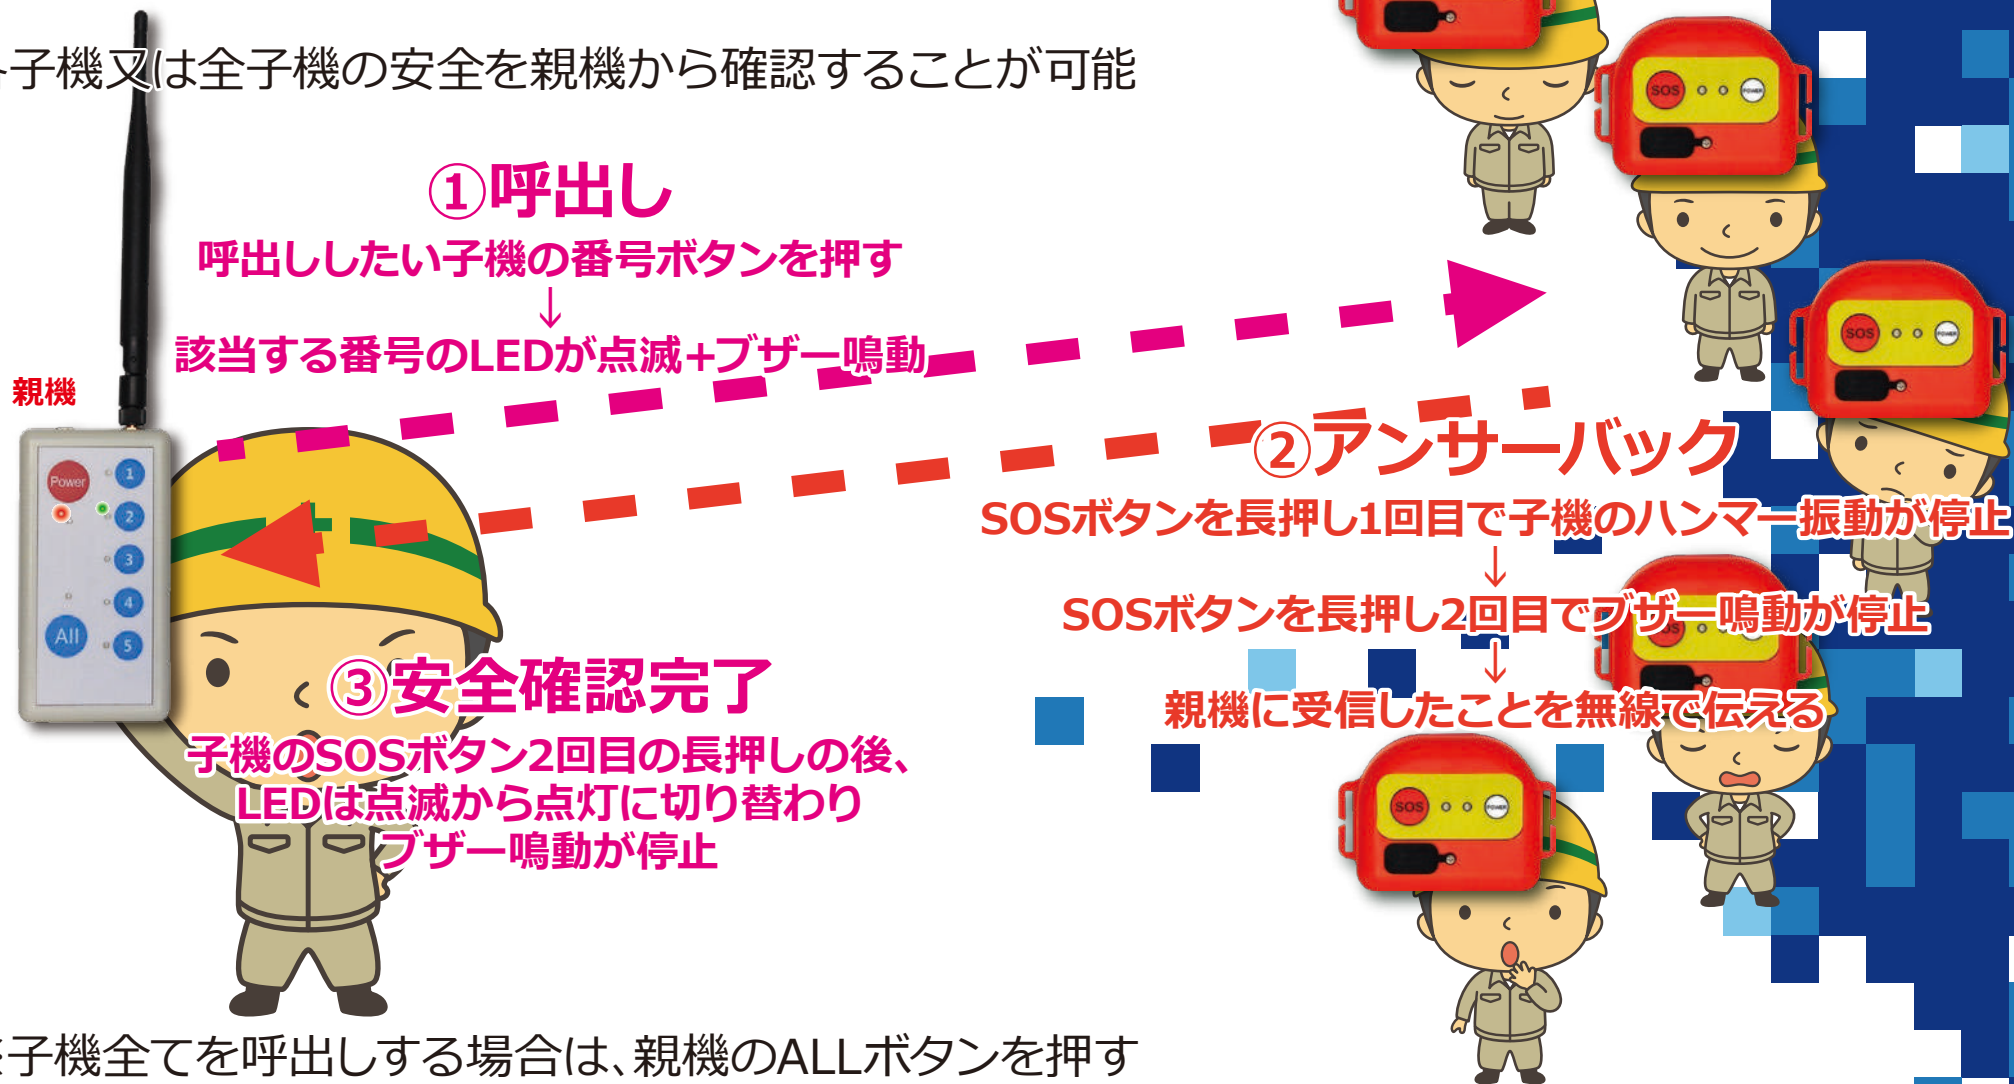 各子機又は全子機の安全を親機から確認することが可能
①呼出し
呼出ししたい子機の番号ボタンを押す
↓
該当する番号のLEDが点滅+ブザー鳴動
親機
Power
1
2
3
4
5
All
②アンサーバック
SOSボタンを長押し1回目で子機のハンマー振動が停止
↓
SOSボタンを長押し2回目でブザー鳴動が停止
↓
親機に受信したことを無線で伝える
③安全確認完了
子機のSOSボタン2回目の長押しの後、
LEDは点滅から点灯に切り替わり
ブザー鳴動が停止
SOS
POWER
SOS
POWER
SOS
POWER
SOS
POWER
※子機全てを呼出しする場合は、親機のALLボタンを押す